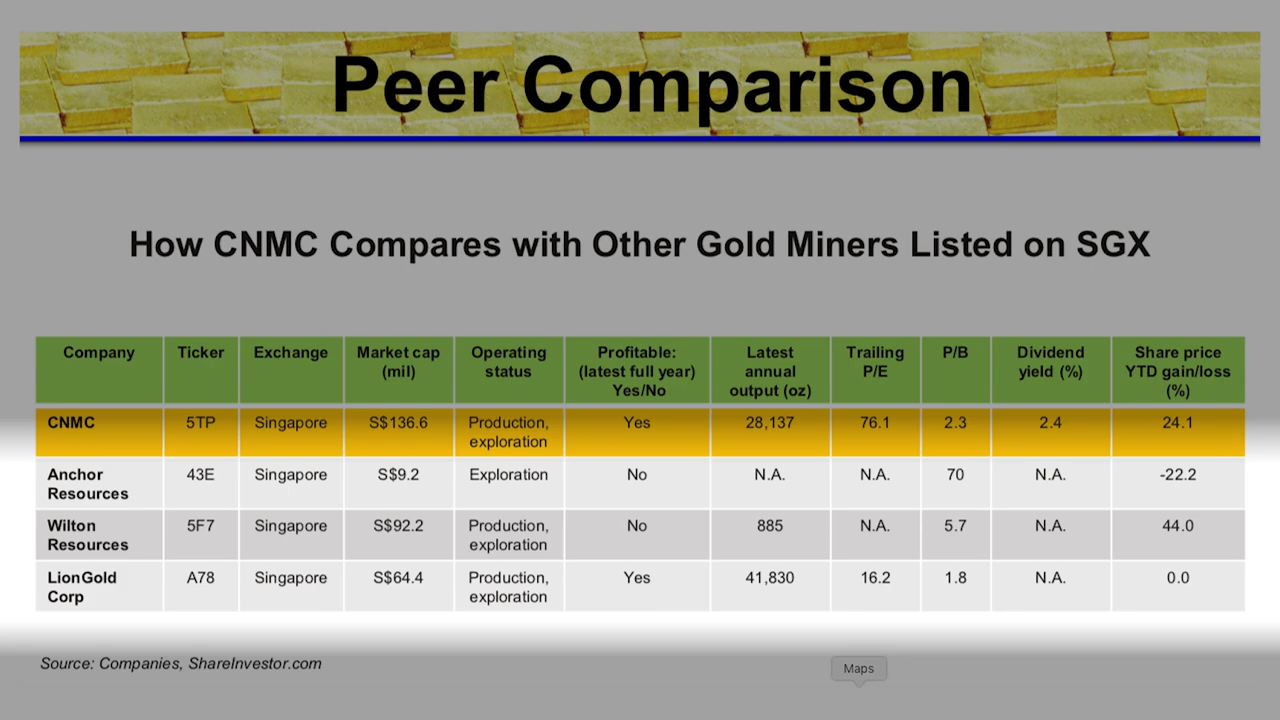 Peer Comparison
How CNMC Compares with Other Gold Miners Listed on SGX
Company Ticker Exchange Market cap (mil) Operating status Profitable: (latest full year) Yes/No Latest annual output (oz) Trailing P/E P/B Dividend yield (%) Share price YTD gain/loss (%)
CNMC 5TP Singapore S$136.6 Production, exploration Yes 28,137 76.1 2.3 2.4 24.1
Anchor Resources 43E Singapore S$9.2 Exploration No N.A. N.A. 70 N.A. -22.2
Wilton Resources 5F7 Singapore S$92.2 Production, exploration No 885 N.A. 5.7 N.A. 44.0
LionGold Corp A78 Singapore S$64.4 Production, exploration Yes 41,830 16.2 1.8 N.A. 0.0
Source: Companies, ShareInvestor.com
Maps